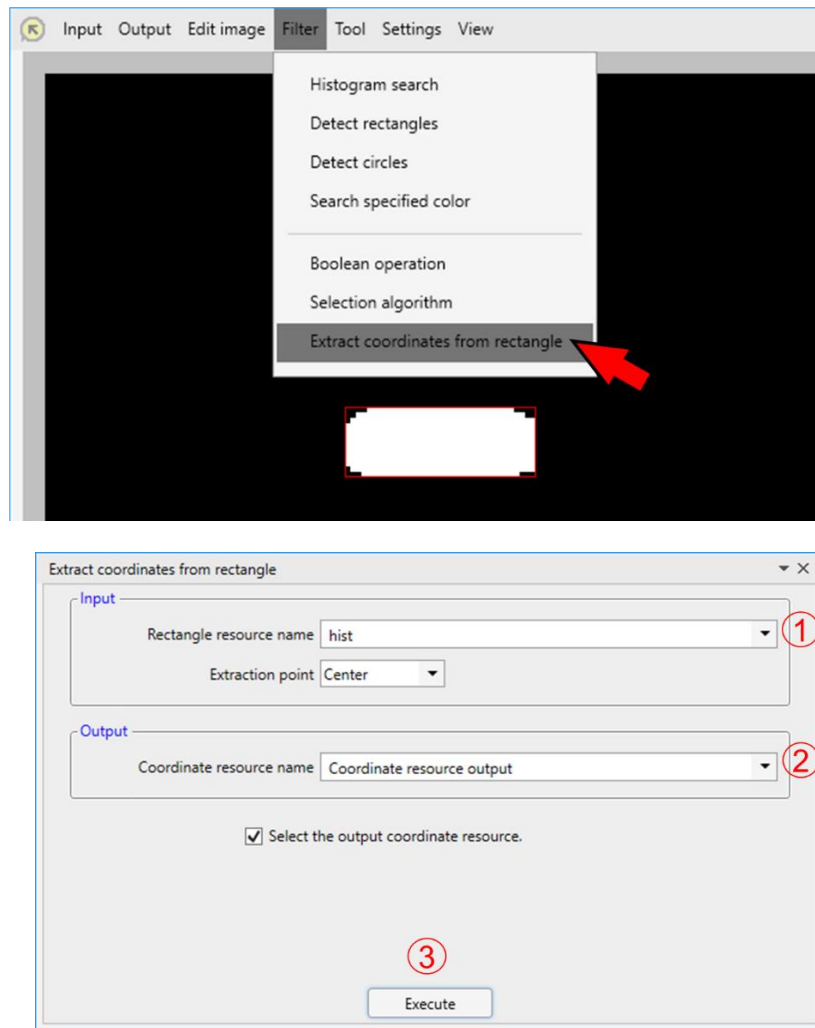 Input Output Edit image Filter Tool Settings View
Histogram search
Detect rectangles
Detect circles
Search specified color
Boolean operation
Selection algorithm
Extract coordinates from rectangle
Extract coordinates from rectangle
Input
Rectangle resource name hist ①
Extraction point Center
Output
Coordinate resource name Coordinate resource output ②
Select the output coordinate resource.
③
Execute